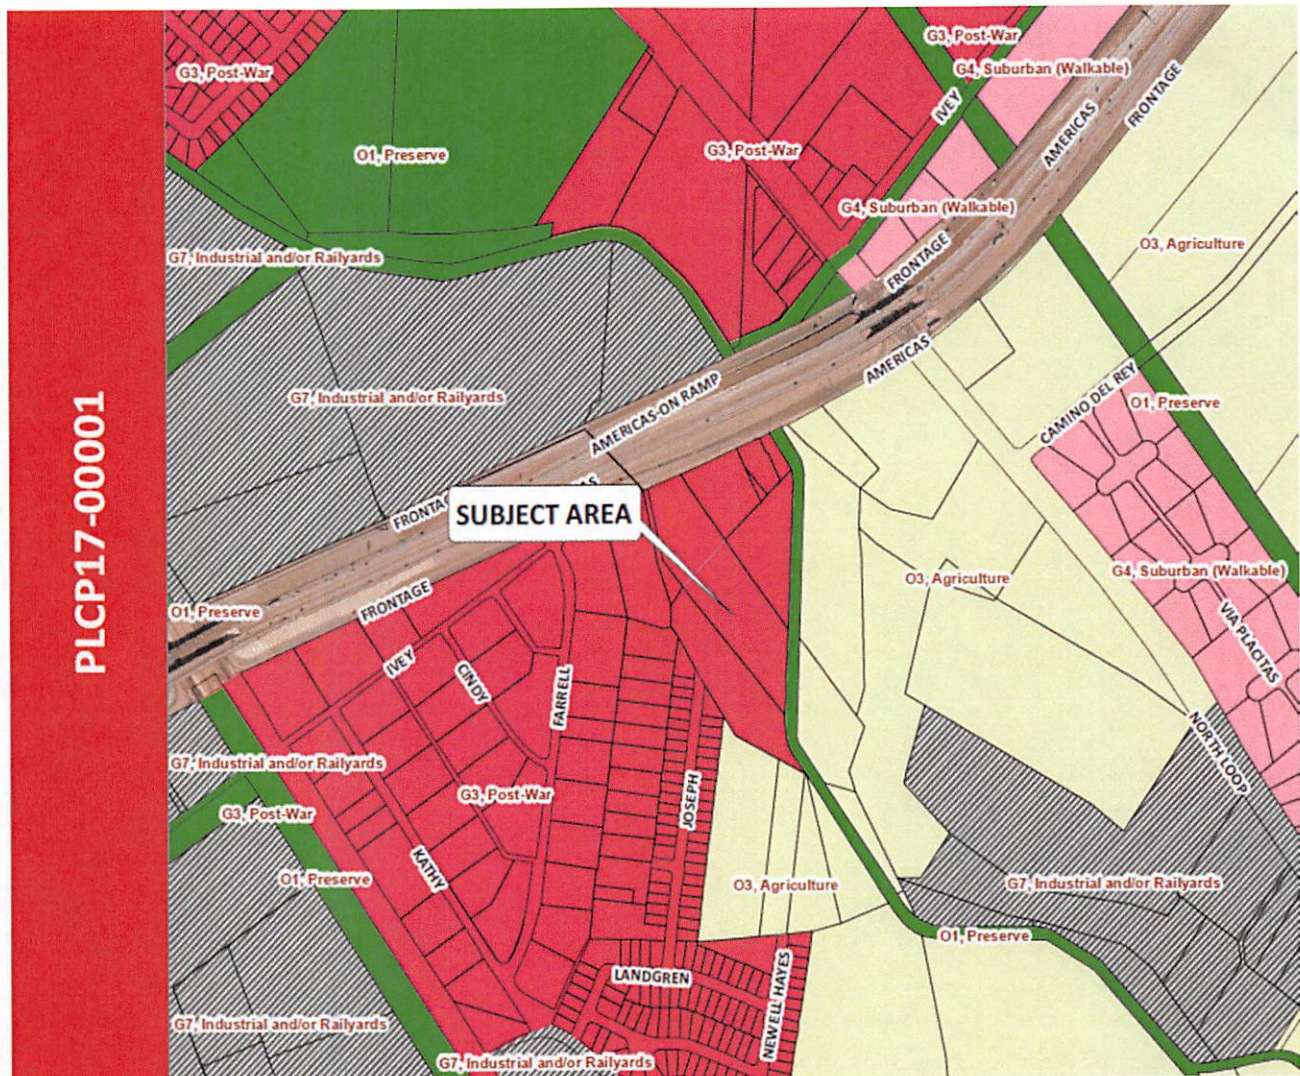 PLCP17-00001
G3, Post-War
G3, Post-War
G4, Suburban (Walkable)
IVEY
FRONTAGE
AMERICAS
O1, Preserve
G3, Post-War
G4, Suburban (Walkable)
FRONTAGE
O3, Agriculture
G7, Industrial and/or Railyards
AMERICAS
AMERICAS-ON RAMP
G7, Industrial and/or Railyards
CAMINO DEL REY
O1, Preserve
SUBJECT AREA
O3, Agriculture
G4, Suburban (Walkable)
O1, Preserve
FRONTAGE
VIA PLACITAS
IVEY
CINDY
FARRELL
NORTH LOOP
G7, Industrial and/or Railyards
G3, Post-War
G3, Post-War
JOSEPH
KATHY
O1, Preserve
O3, Agriculture
G7, Industrial and/or Railyards
O1, Preserve
LANDGREN
NEWELL HAYES
G7, Industrial and/or Railyards
G7, Industrial and/or Railyards